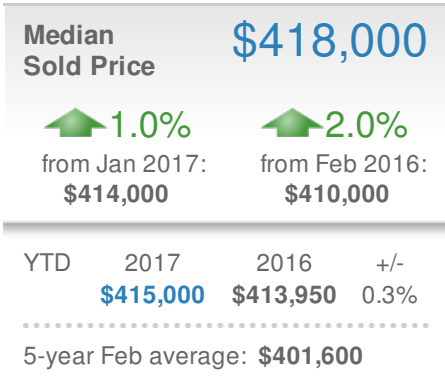 Median
Sold Price
$418,000
1.0%
from Jan 2017:
$414,000
2.0%
from Feb 2016:
$410,000
YTD 2017 2016 +/-
$415,000 $413,950 0.3%
5-year Feb average: $401,600